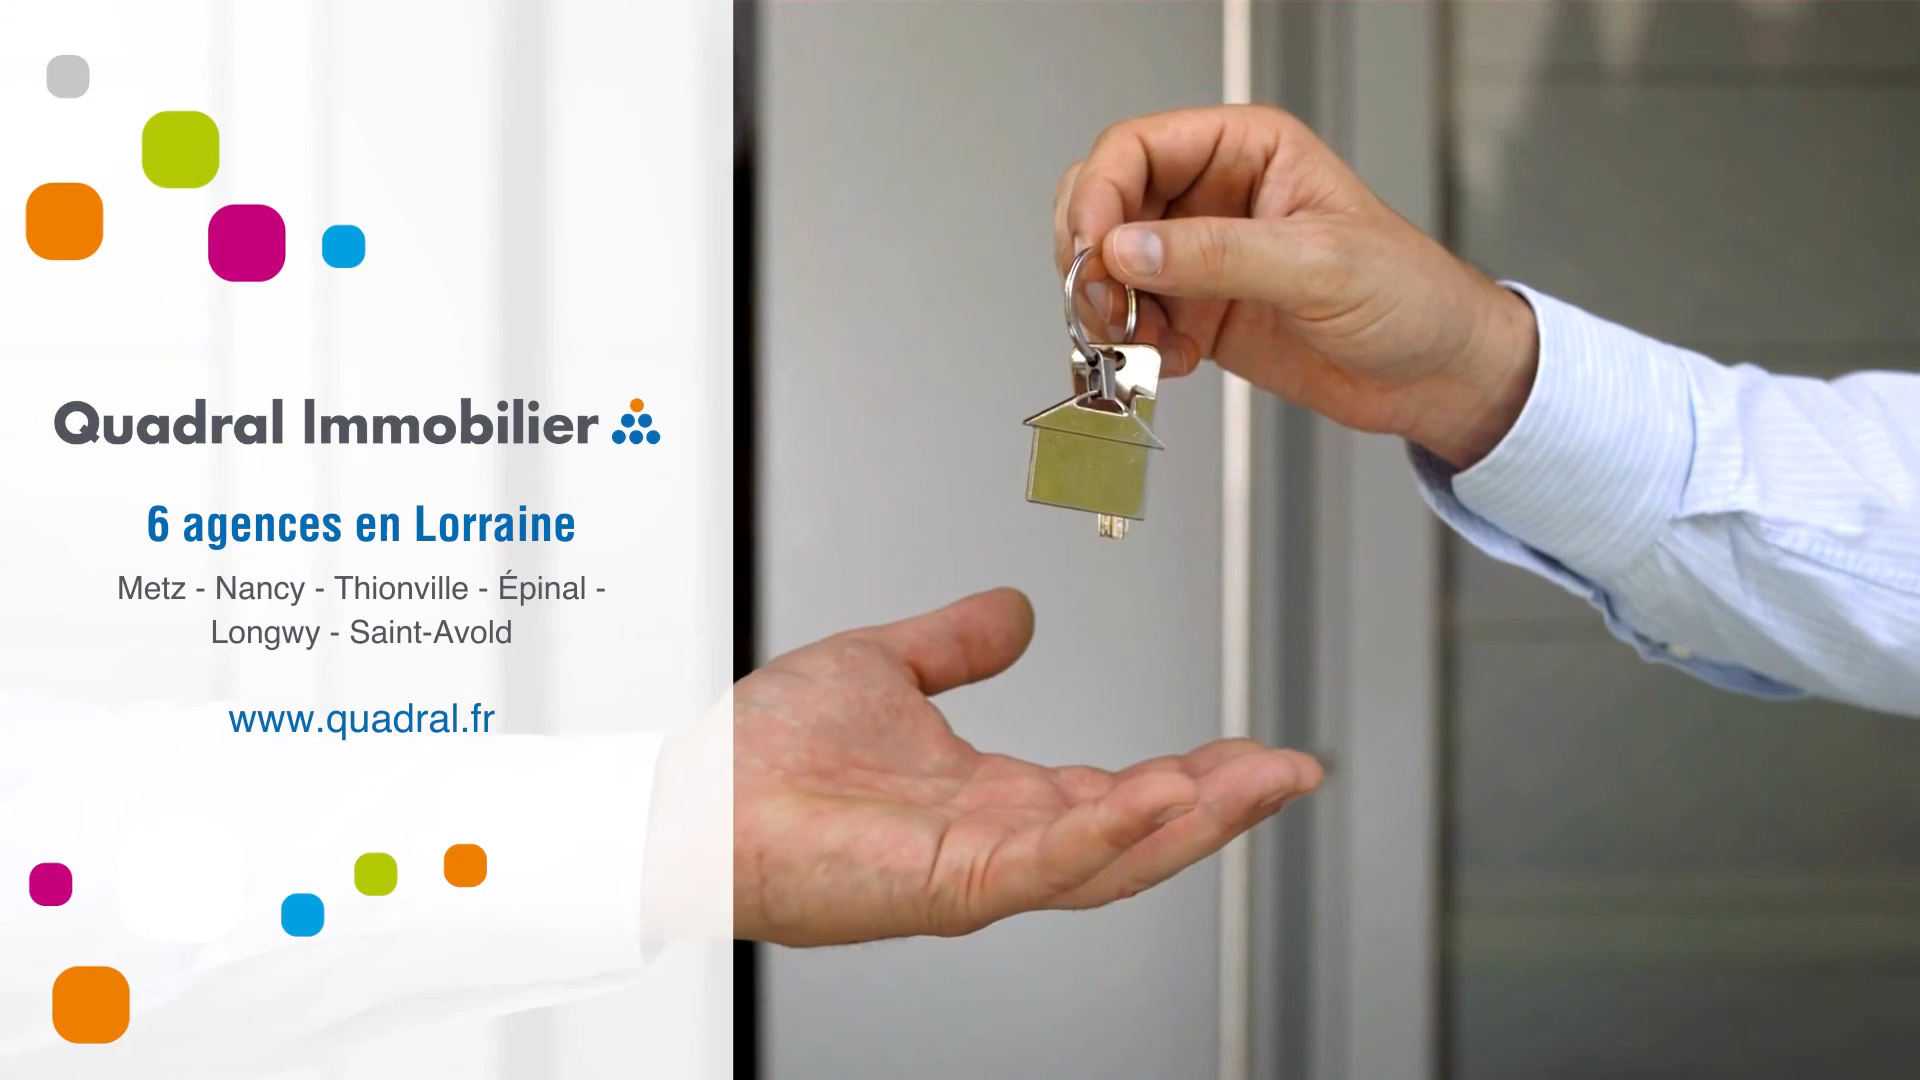 Quadral Immobilier
6 agences en Lorraine
Metz - Nancy - Thionville - Épinal -
Longwy - Saint-Avold
www.quadral.fr